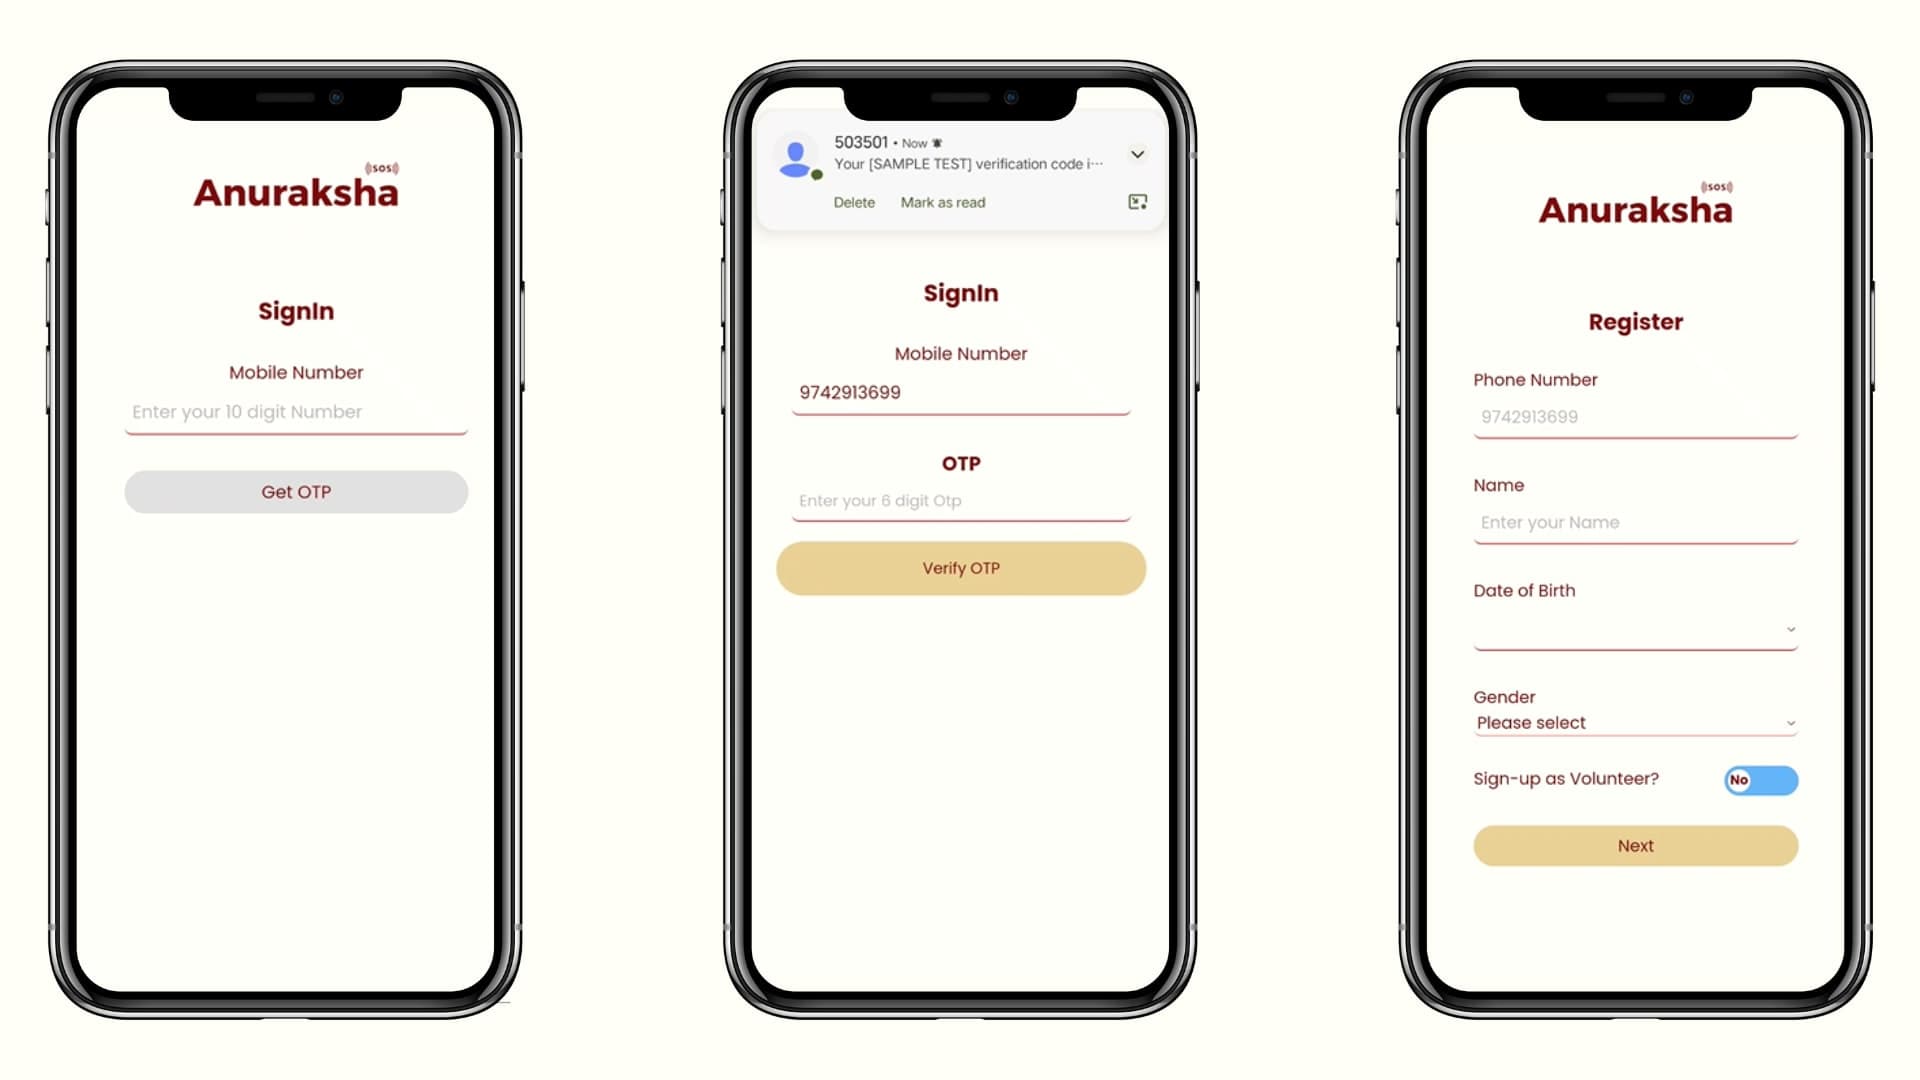 ((sos))
Anuraksha
SignIn
Mobile Number
Enter your 10 digit Number
Get OTP
503501 • Now
Your [SAMPLE TEST] verification code i···
Delete Mark as read
SignIn
Mobile Number
9742913699
OTP
Enter your 6 digit Otp
Verify OTP
((sos))
Anuraksha
Register
Phone Number
9742913699
Name
Enter your Name
Date of Birth
Gender
Please select
Sign-up as Volunteer? No
Next